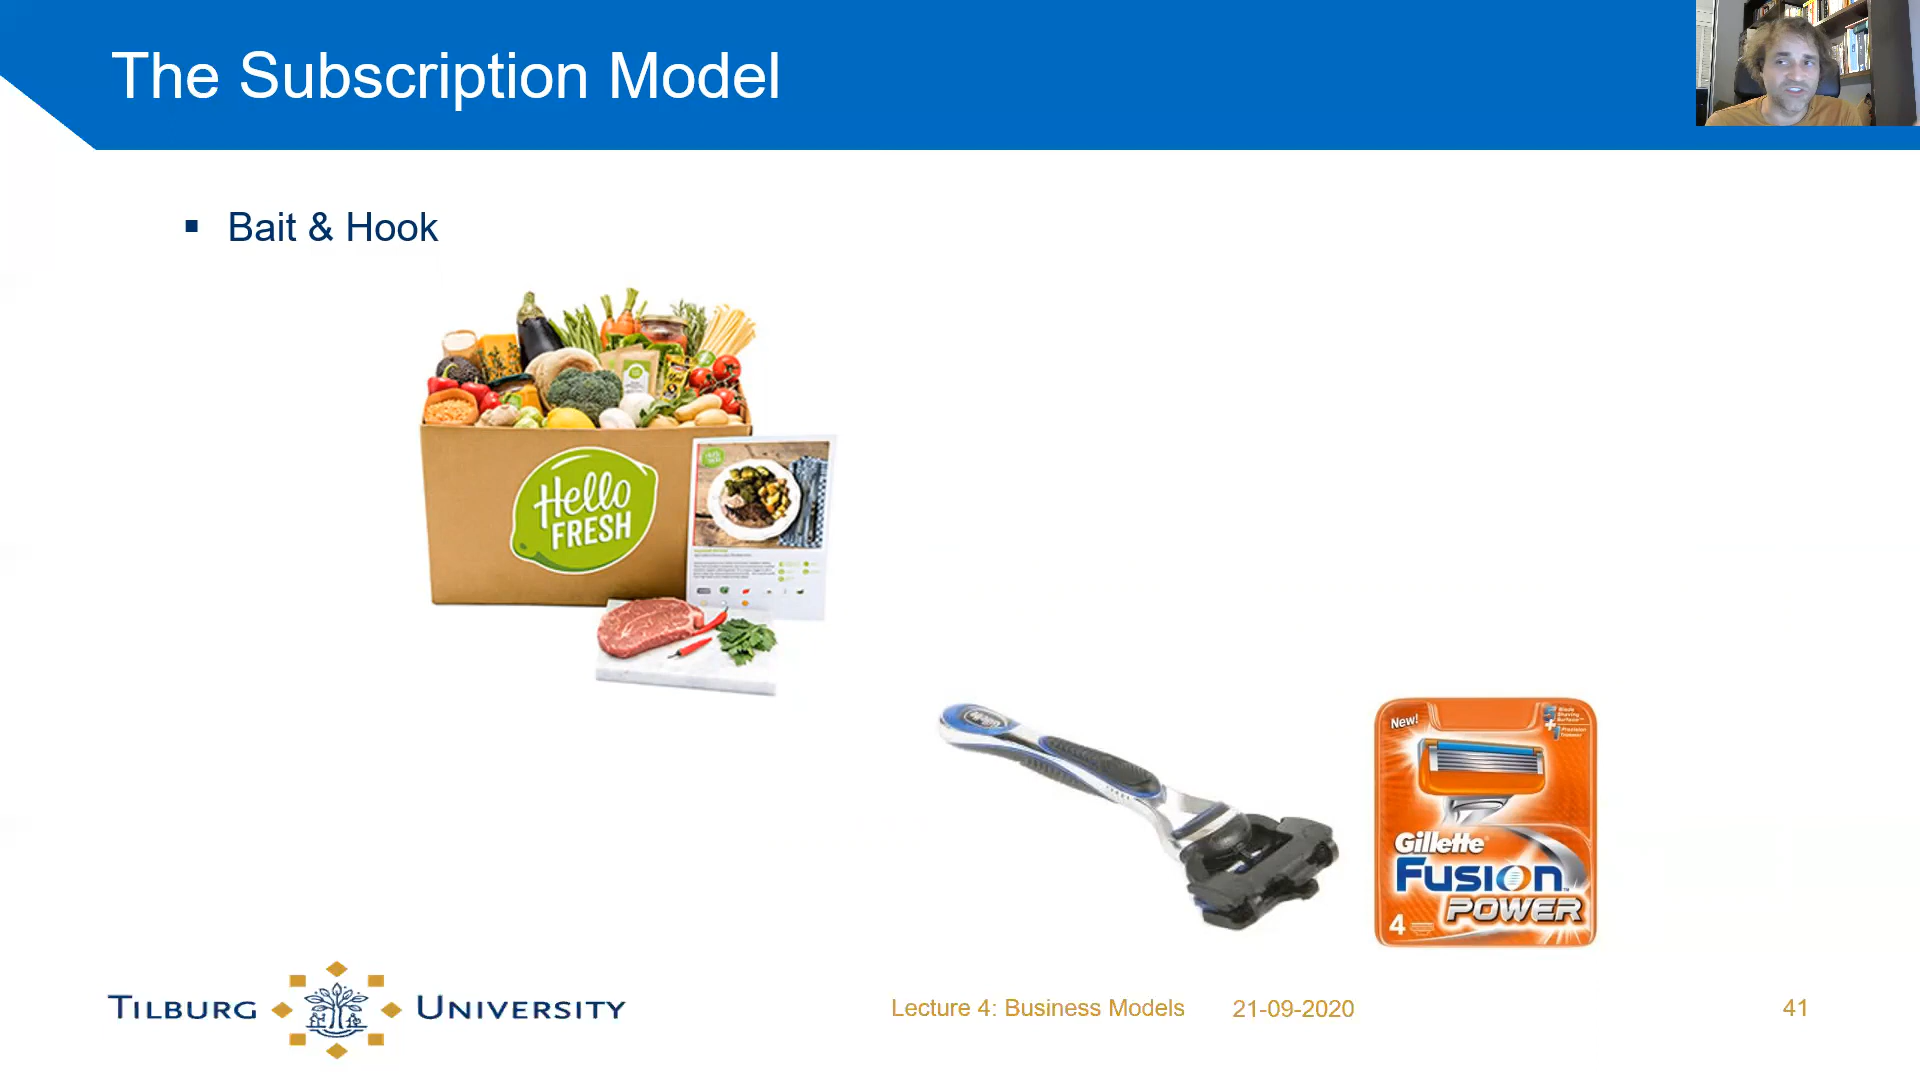 The Subscription Model
▪ Bait & Hook
Hello
FRESH
New!
Gillette
Fusion
POWER
4
TILBURG UNIVERSITY
Lecture 4: Business Models
21-09-2020
41